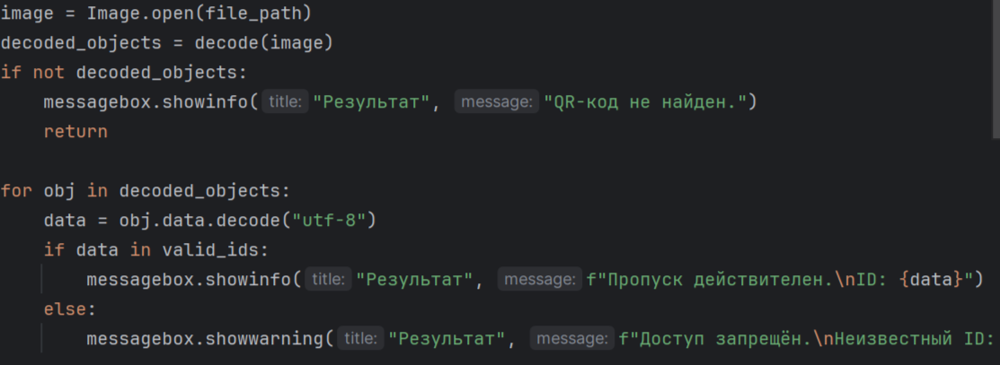 image = Image.open(file_path)
decoded_objects = decode(image)
if not decoded_objects:
    messagebox.showinfo( title: "Результат", message: "QR-код не найден.")
    return

for obj in decoded_objects:
    data = obj.data.decode("utf-8")
    if data in valid_ids:
        messagebox.showinfo( title: "Результат", message: f"Пропуск действителен.\nID: {data}")
    else:
        messagebox.showwarning( title: "Результат", message: f"Доступ запрещён.\nНеизвестный ID: